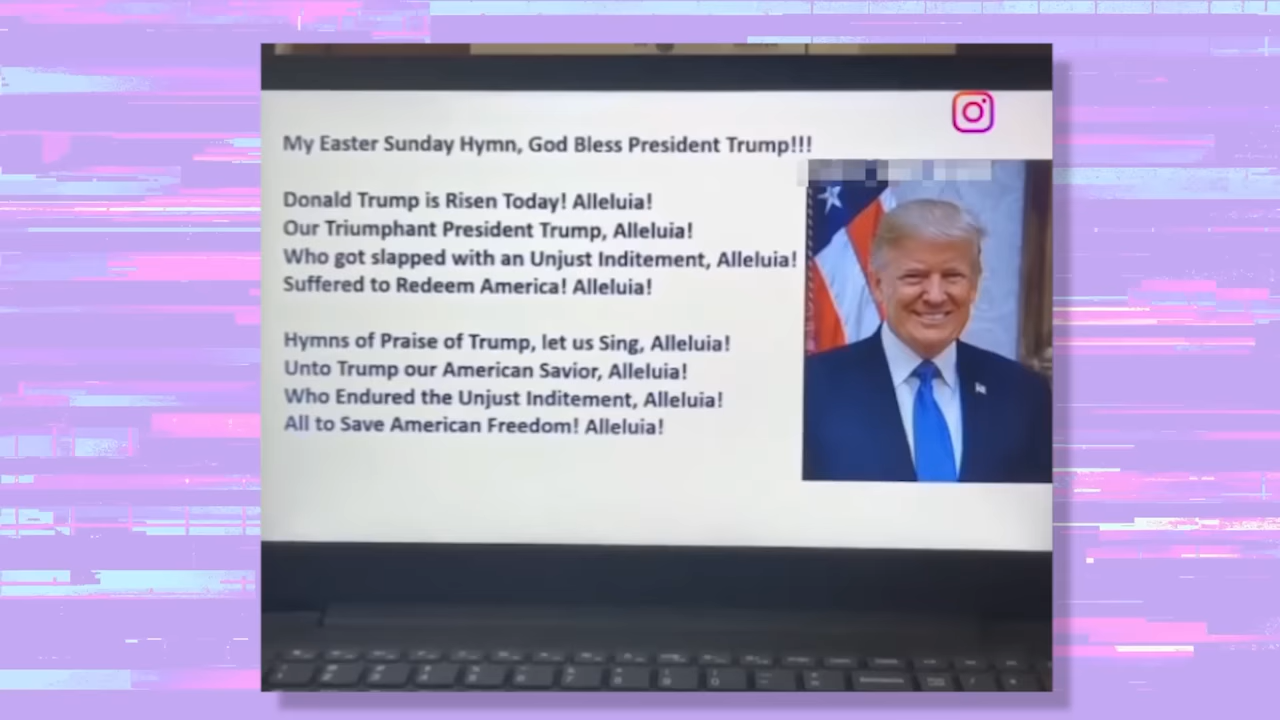 My Easter Sunday Hymn, God Bless President Trump!!!
Donald Trump is Risen Today! Alleluia!
Our Triumphant President Trump, Alleluia!
Who got slapped with an Unjust Inditement, Alleluia!
Suffered to Redeem America! Alleluia!
Hymns of Praise of Trump, let us Sing, Alleluia!
Unto Trump our American Savior, Alleluia!
Who Endured the Unjust Inditement, Alleluia!
All to Save American Freedom! Alleluia!